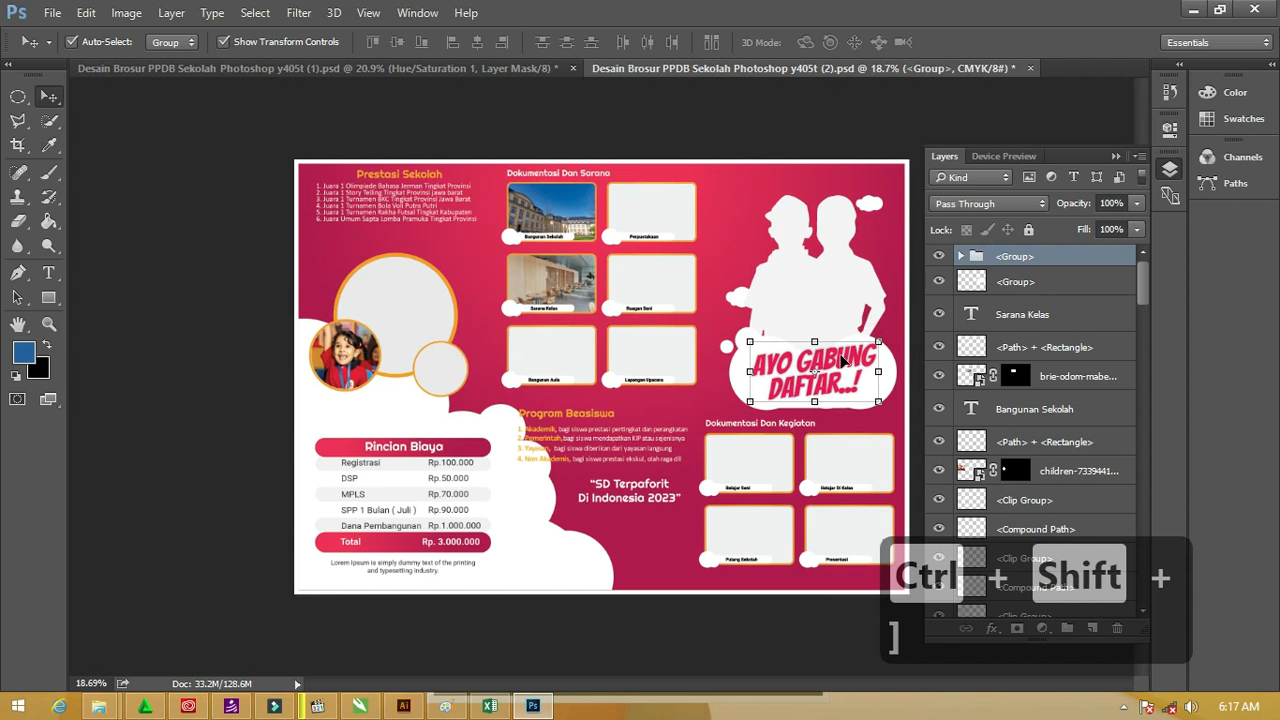 Ps File Edit Image Layer Type Select Filter 3D View Window Help
Auto-Select: Group Show Transform Controls 3D Mode: Essentials
Desain Brosur PPDB Sekolah Photoshop y405t (1).psd @ 20.9% (Hue/Saturation 1, Layer Mask/8) * × Desain Brosur PPDB Sekolah Photoshop y405t (2).psd @ 18.7% (<Group>, CMYK/8#) * ×
Color
Swatches
Channels
Paths
Layers Device Preview
Pass Through Opacity: 100%
Lock:
<Group>
<Group>
Sarana Kelas
<Path> + <Rectangle>
T
<Clip Group>
<Compound Path>
<Clip Group>
<Compound Path>
<Clip Group>
children-7339441...
Prestasi Sekolah
1. Juara 1 Olimpiade Bahasa Jerman Tingkat Provinsi
2. Juara 1 Story Telling Tingkat Provinsi jawa barat
3. Juara 1 Turnamen BKC Tingkat Provinsi Jawa Barat
4. Juara 1 Turnamen Bola Voli Putra Putri
5. Juara 1 Turnamen Rakha Futsal Tingkat Kabupaten
6. Juara Umum Sapta Lomba Pramuka Tingkat Provinsi
Rincian Biaya
Registrasi Rp.100.000
DSP Rp.50.000
MPLS Rp.70.000
SPP 1 Bulan ( Juli ) Rp.90.000
Dana Pembangunan Rp.1.000.000
Total Rp. 3.000.000
Lorem Ipsum is simply dummy text of the printing
and typesetting industry.
Dokumentasi Dan Sarana
Bangunan Sekolah Perpustakaan
Sarana Kelas Ruagan Seni
Bangunan Aula Lapangan Upacara
Program Beasiswa
1. Akademik, bagi siswa prestasi pertingkat dan perangkatan
2. Pemerintah, bagi siswa mendapatkan KIP atau sejenisnya
3. Yayasan, bagi siswa diberikan dari yayasan langsung
4. Non Akademis, bagi siswa prestasi ekskul, olah raga dll
“SD Terpaforit
Di Indonesia 2023”
AYO GABUNG
DAFTAR..!
Dokumentasi Dan Kegiatan
Belajar Seni Belajar Di Kelas
Pulang Sekolah Presentasi
Ctrl + Shift +
]
18.69% Doc: 33.2M/128.6M
Ai Ps 6:17 AM